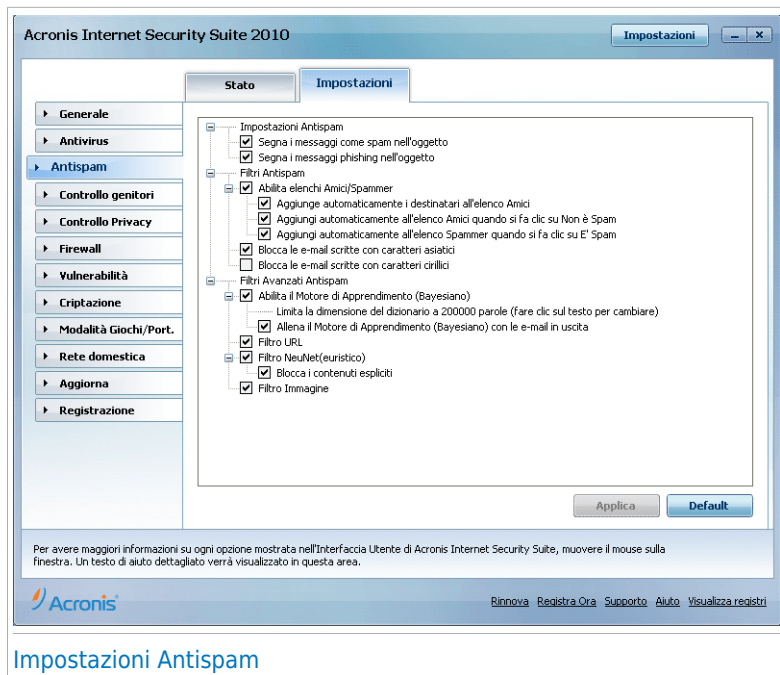 Acronis Internet Security Suite 2010
Impostazioni
Stato
Impostazioni
Generale
Antivirus
Antispam
Controllo genitori
Controllo Privacy
Firewall
Vulnerabilità
Criptazione
Modalità Giochi/Port.
Rete domestica
Aggiorna
Registrazione
Impostazioni Antispam
Segna i messaggi come spam nell'oggetto
Segna i messaggi phishing nell'oggetto
Filtri Antispam
Abilita elenchi Amici/Spammer
Aggiunge automaticamente i destinatari all'elenco Amici
Aggiungi automaticamente all'elenco Amici quando si fa clic su Non è Spam
Aggiungi automaticamente all'elenco Spammer quando si fa clic su E' Spam
Blocca le e-mail scritte con caratteri asiatici
Blocca le e-mail scritte con caratteri cirillici
Filtri Avanzati Antispam
Abilita il Motore di Apprendimento (Bayesiano)
Limita la dimensione del dizionario a 200000 parole (fare clic sul testo per cambiare)
Allena il Motore di Apprendimento (Bayesiano) con le e-mail in uscita
Filtro URL
Filtro NeuNet(euristico)
Blocca i contenuti espliciti
Filtro Immagine
Applica
Default
Per avere maggiori informazioni su ogni opzione mostrata nell'Interfaccia Utente di Acronis Internet Security Suite, muovere il mouse sulla
finestra. Un testo di aiuto dettagliato verrà visualizzato in questa area.
Acronis
Rinnova Registra Ora Supporto Aiuto Visualizza registri
Impostazioni Antispam